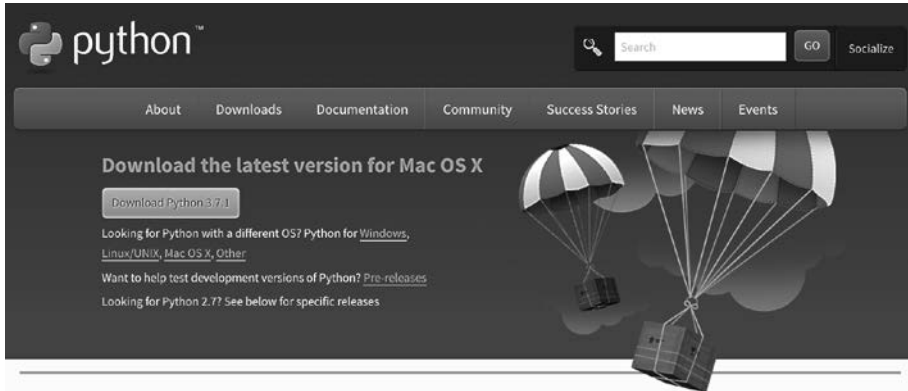 python™
Search
GO
Socialize
About
Downloads
Documentation
Community
Success Stories
News
Events
Download the latest version for Mac OS X
Download Python 3.7.1
Looking for Python with a different OS? Python for Windows,
Linux/UNIX, Mac OS X, Other
Want to help test development versions of Python? Pre-releases
Looking for Python 2.7? See below for specific releases